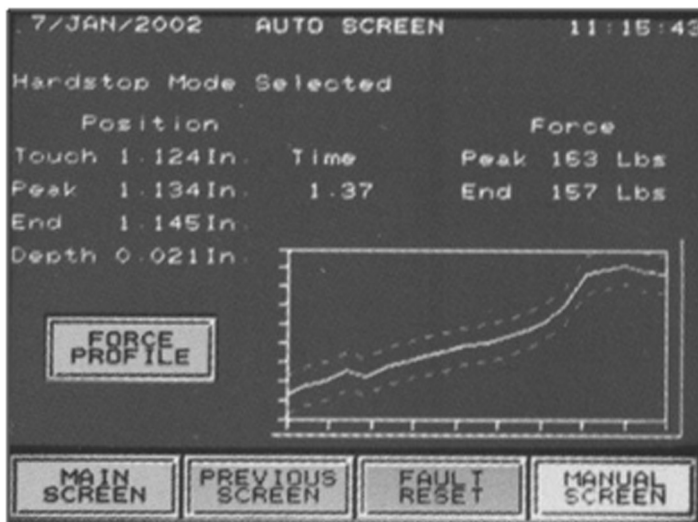 7/JAN/2002 AUTO SCREEN 11:15:43
Hardstop Mode Selected
Position Force
Touch 1.124In. Time Peak 163 Lbs
Peak 1.134In. 1.37 End 157 Lbs
End 1.145In.
Depth 0.021In.
FORCE
PROFILE
MAIN
SCREEN
PREVIOUS
SCREEN
FAULT
RESET
MANUAL
SCREEN